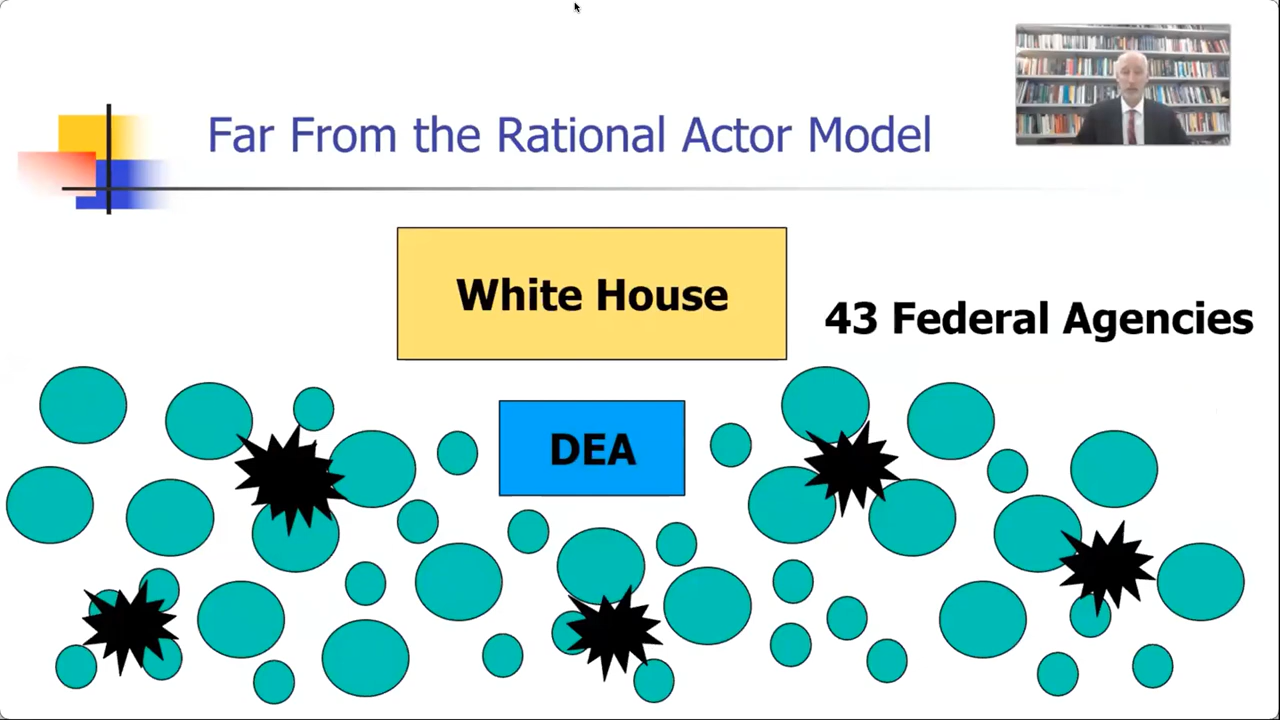 Far From the Rational Actor Model
White House
43 Federal Agencies
DEA